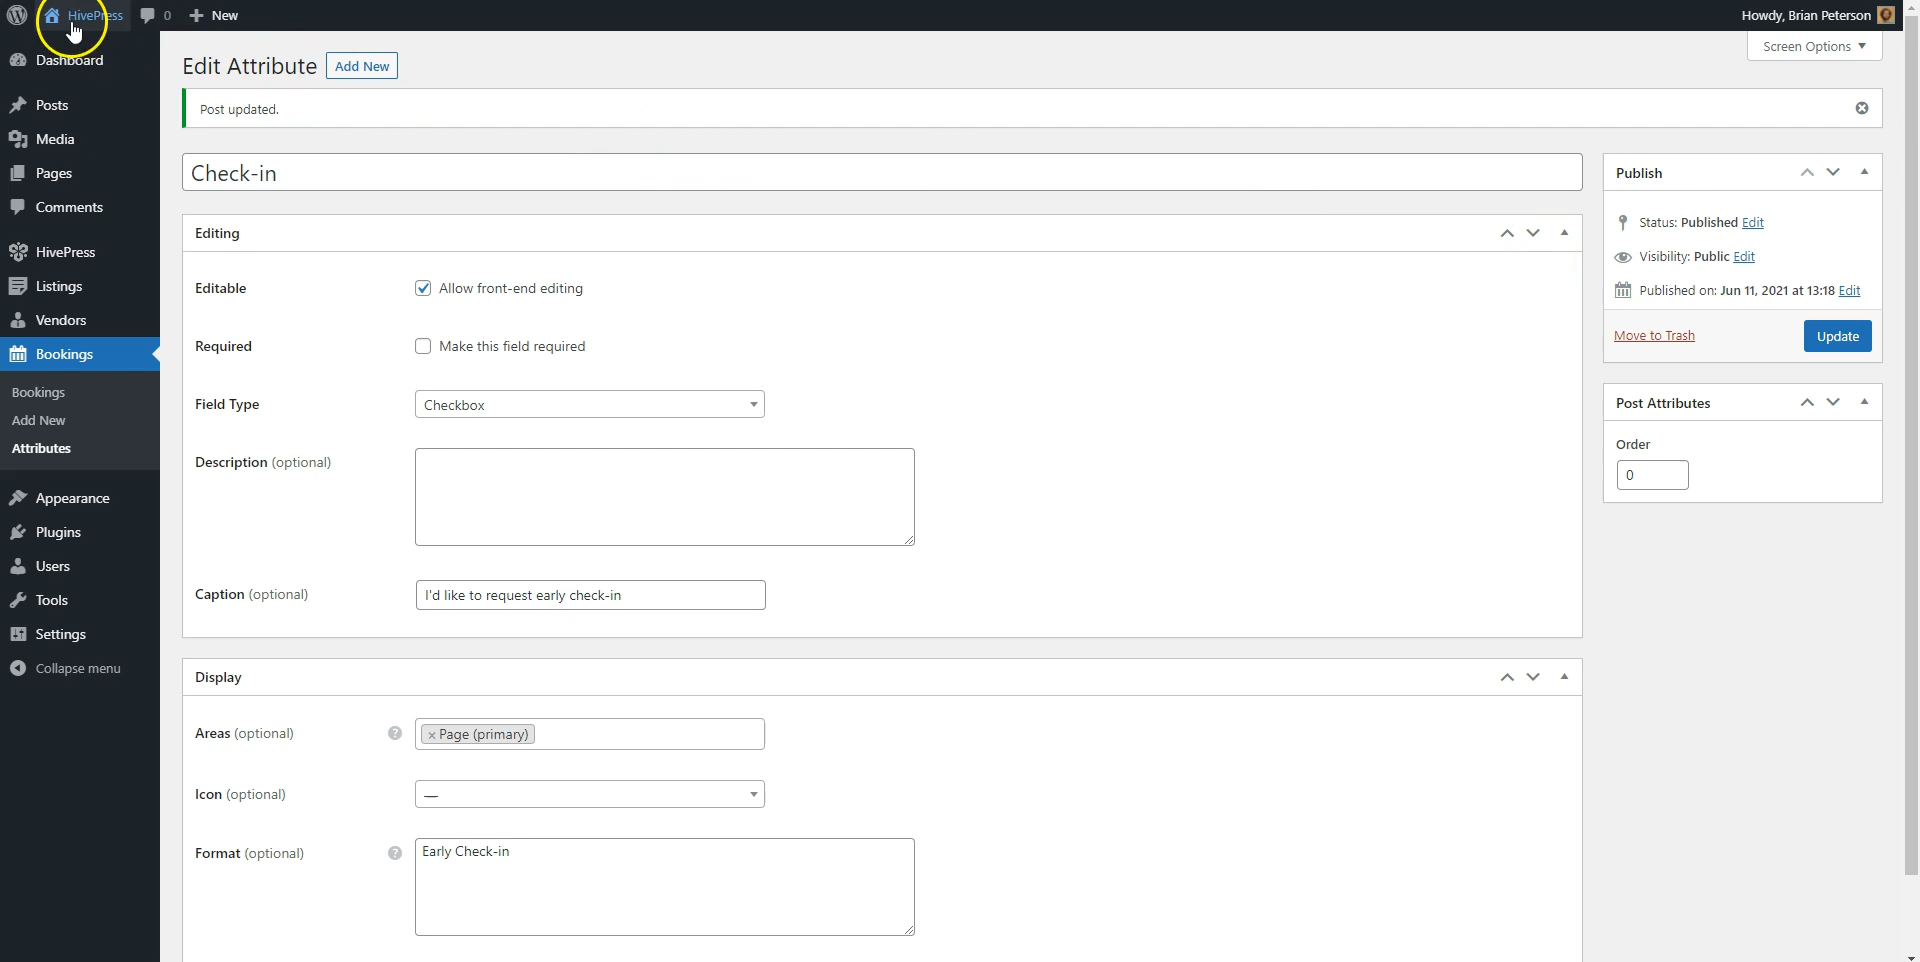 HivePress
0
New
Howdy, Brian Peterson
Screen Options
Dashboard
Posts
Media
Pages
Comments
HivePress
Listings
Vendors
Bookings
Bookings
Add New
Attributes
Appearance
Plugins
Users
Tools
Settings
Collapse menu
Edit Attribute
Add New
Post updated.
Check-in
Editing
Editable
Allow front-end editing
Required
Make this field required
Field Type
Checkbox
Description (optional)
Caption (optional)
I'd like to request early check-in
Display
Areas (optional)
?
× Page (primary)
Icon (optional)
—
Format (optional)
?
Early Check-in
Publish
Status: Published Edit
Visibility: Public Edit
Published on: Jun 11, 2021 at 13:18 Edit
Move to Trash
Update
Post Attributes
Order
0